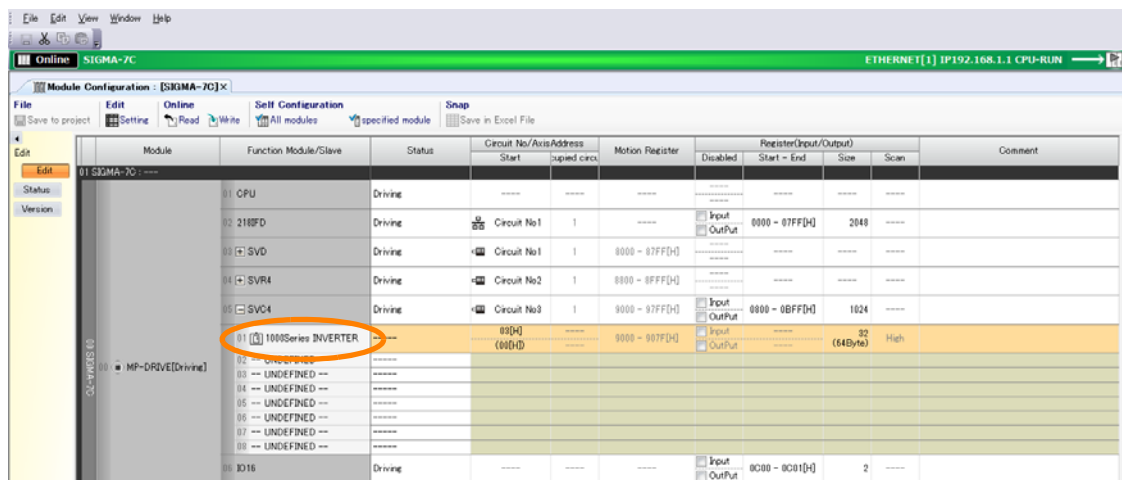 File Edit View Window Help
Online SIGMA-7C ETHERNET[1] IP192.168.1.1 CPU-RUN
Module Configuration : [SIGMA-7C]×
File Edit Online Self Configuration Snap
Save to project Setting Read Write All modules specified module Save in Excel File
Edit Module Function Module/Slave Status Circuit No/AxisAddress Motion Register Register(Input/Output) Comment
Start Disabled Start - End Size Scan
Edit
01 SIGMA-7C : ---
Status
Version
01 CPU Driving ---- ---- ---- ---- ---- ---- ---- ----
02 218IFD Driving Circuit No1 1 ---- Input OutPut 0000 - 07FF[H] 2048 ----
03 + SVD Driving Circuit No1 1 8000 - 87FF[H] ---- ---- ---- ---- ----
04 + SVR4 Driving Circuit No2 1 8800 - 8FFF[H] ---- ---- ---- ---- ----
05 - SVC4 Driving Circuit No3 1 9000 - 97FF[H] Input OutPut 0800 - 0BFF[H] 1024 ----
01 1000Series INVERTER ----- 03[H] (00[H]) ---- ---- 9000 - 907F[H] Input OutPut ---- ---- 32 (64Byte) High
02 -- UNDEFINED -- -----
03 SIGMA-7C
00 MP-DRIVE[Driving]
03 -- UNDEFINED -- -----
04 -- UNDEFINED -- -----
05 -- UNDEFINED -- -----
06 -- UNDEFINED -- -----
07 -- UNDEFINED -- -----
08 -- UNDEFINED -- -----
06 IO16 Driving ---- ---- ---- Input OutPut 0C00 - 0C01[H] 2 ----